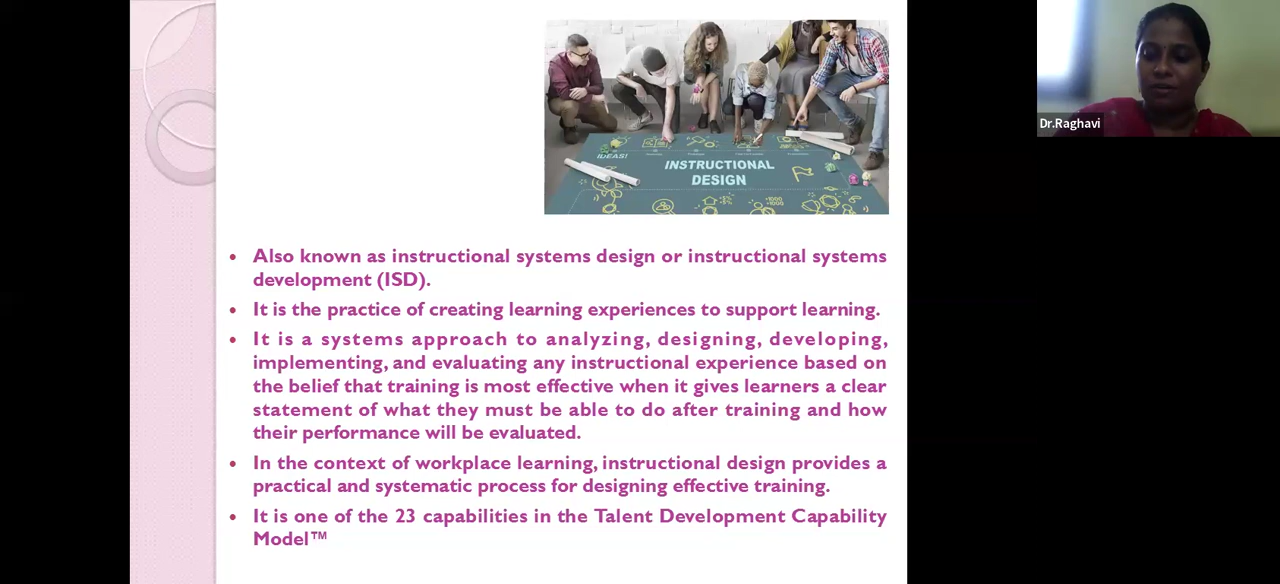 IDEAS!
INSTRUCTIONAL
DESIGN
+1000
+1000
Dr.Raghavi
• Also known as instructional systems design or instructional systems
development (ISD).
• It is the practice of creating learning experiences to support learning.
• It is a systems approach to analyzing, designing, developing,
implementing, and evaluating any instructional experience based on
the belief that training is most effective when it gives learners a clear
statement of what they must be able to do after training and how
their performance will be evaluated.
• In the context of workplace learning, instructional design provides a
practical and systematic process for designing effective training.
• It is one of the 23 capabilities in the Talent Development Capability
Model™